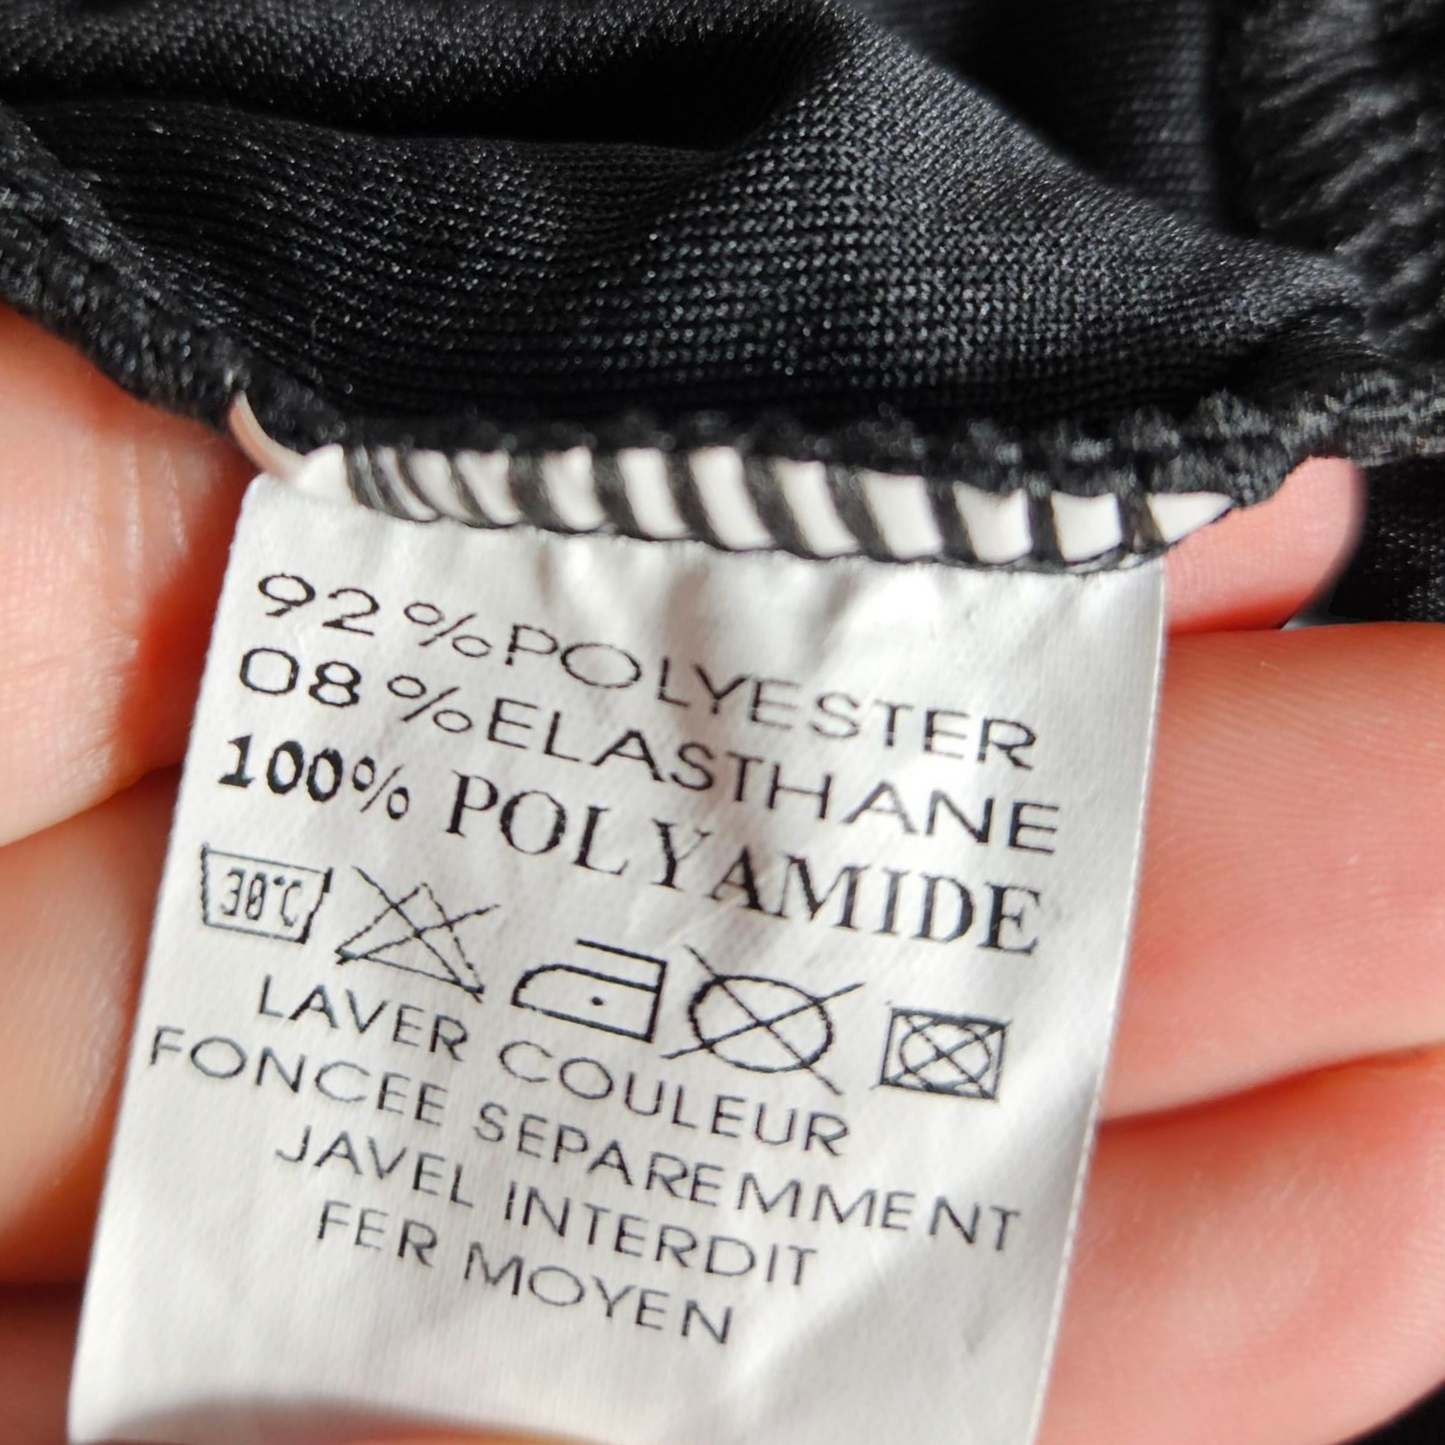 92%POLYESTER
08%ELASTHANE
100% POLYAMIDE
30°C
LAVER COULEUR
FONCEE SEPAREMMENT
JAVEL INTERDIT
FER MOYEN